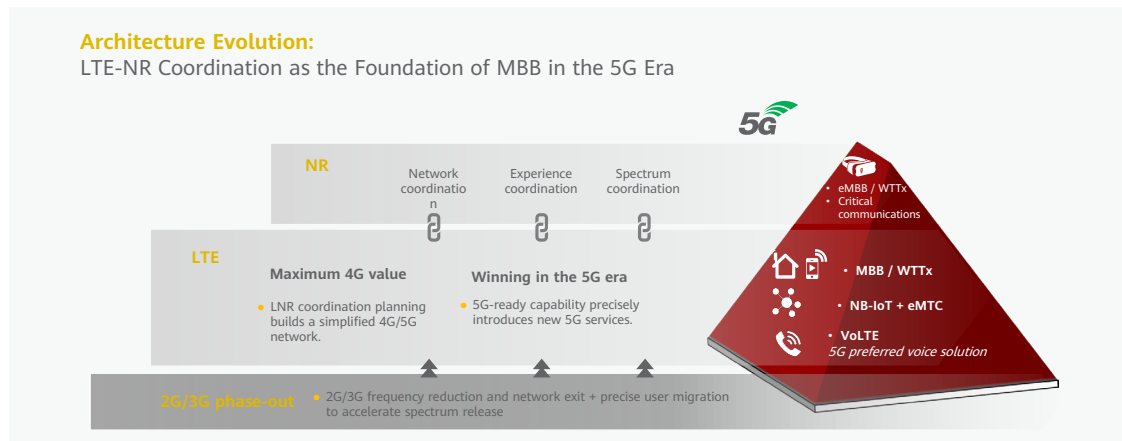 Architecture Evolution:
LTE-NR Coordination as the Foundation of MBB in the 5G Era
5G
NR
Network
coordinatio
n
Experience
coordination
Spectrum
coordination
• eMBB / WTTx
• Critical
communications
LTE
Maximum 4G value
• LNR coordination planning
builds a simplified 4G/5G
network.
Winning in the 5G era
• 5G-ready capability precisely
introduces new 5G services.
• MBB / WTTx
• NB-IoT + eMTC
• VoLTE
5G preferred voice solution
2G/3G phase-out
• 2G/3G frequency reduction and network exit + precise user migration
to accelerate spectrum release